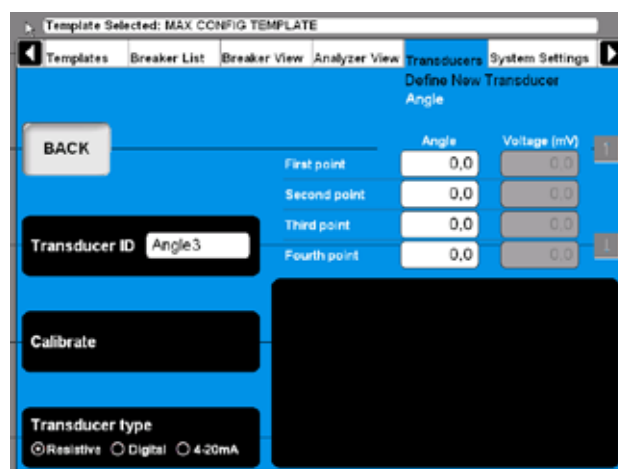 Template Selected: MAX CONFIG TEMPLATE
Templates Breaker List Breaker View Analyzer View Transducers System Settings
Define New Transducer
Angle
BACK
Angle Voltage (mV)
First point 0,0 0,0
Second point 0,0 0,0
Third point 0,0 0,0
Transducer ID Angle3
Fourth point 0,0 0,0
Calibrate
Transducer type
Resistive Digital 4-20mA